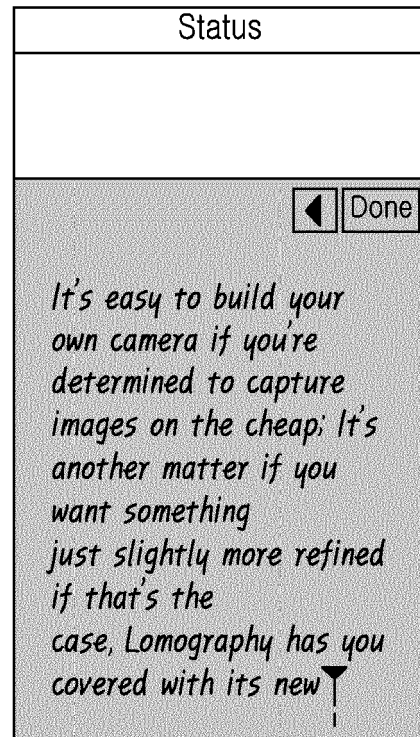 Status
Done
It's easy to build your
own camera if you're
determined to capture
images on the cheap; It's
another matter if you
want something
just slightly more refined
if that's the
case, Lomography has you
covered with its new